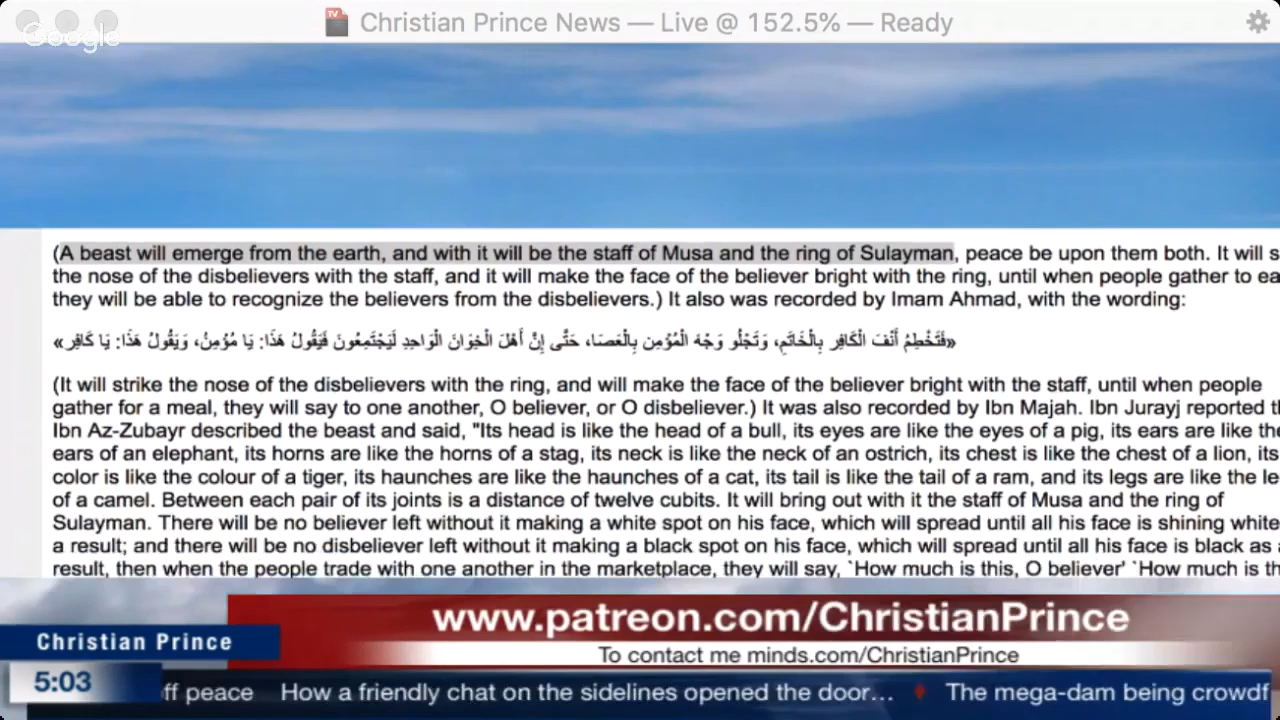 Christian Prince News — Live @ 152.5% — Ready
Google
TV
(A beast will emerge from the earth, and with it will be the staff of Musa and the ring of Sulayman, peace be upon them both. It will s
the nose of the disbelievers with the staff, and it will make the face of the believer bright with the ring, until when people gather to ea
they will be able to recognize the believers from the disbelievers.) It also was recorded by Imam Ahmad, with the wording:
«فَتَخْطِمُ أَنْفَ الْكَافِرِ بِالْخَاتَمِ، وَتَجْلُو وَجْهَ الْمُؤْمِنِ بِالْعَصَا، حَتَّى إِنَّ أَهْلَ الْخِوَانَ الْوَاحِدِ لَيَجْتَمِعُونَ فَيَقُولُ هَذَا: يَا مُؤْمِنُ، وَيَقُولُ هَذَا: يَا كَافِر»
(It will strike the nose of the disbelievers with the ring, and will make the face of the believer bright with the staff, until when people
gather for a meal, they will say to one another, O believer, or O disbeliever.) It was also recorded by Ibn Majah. Ibn Jurayj reported th
Ibn Az-Zubayr described the beast and said, "Its head is like the head of a bull, its eyes are like the eyes of a pig, its ears are like the
ears of an elephant, its horns are like the horns of a stag, its neck is like the neck of an ostrich, its chest is like the chest of a lion, its
color is like the colour of a tiger, its haunches are like the haunches of a cat, its tail is like the tail of a ram, and its legs are like the le
of a camel. Between each pair of its joints is a distance of twelve cubits. It will bring out with it the staff of Musa and the ring of
Sulayman. There will be no believer left without it making a white spot on his face, which will spread until all his face is shining white
a result; and there will be no disbeliever left without it making a black spot on his face, which will spread until all his face is black as a
result, then when the people trade with one another in the marketplace, they will say, `How much is this, O believer' `How much is th
www.patreon.com/ChristianPrince
Christian Prince
To contact me minds.com/ChristianPrince
5:03
ff peace How a friendly chat on the sidelines opened the door... The mega-dam being crowdf